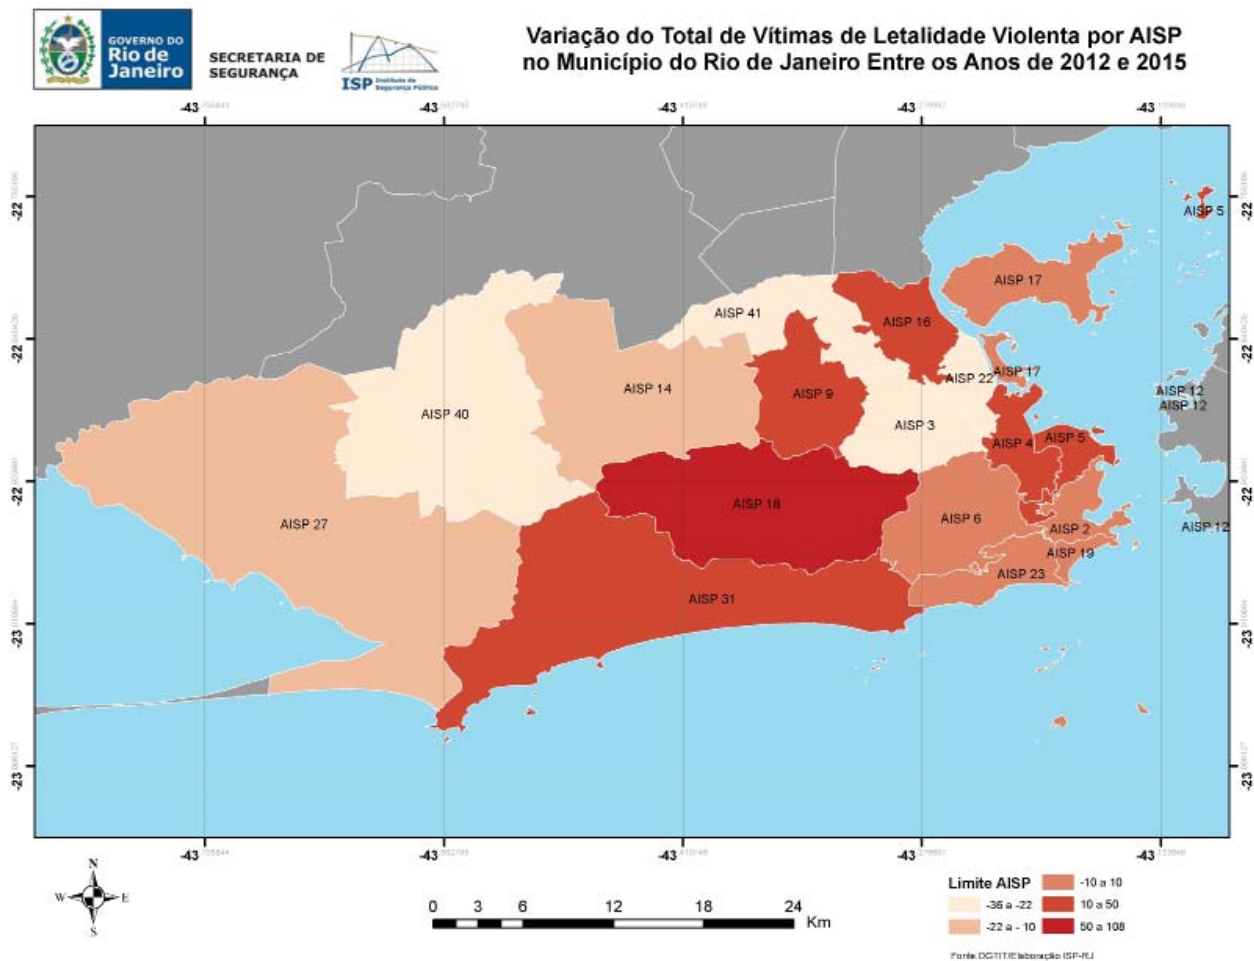 GOVERNO DO
Rio de
Janeiro
SECRETARIA DE
SEGURANÇA
ISP Instituto de
Segurança Pública
Variação do Total de Vítimas de Letalidade Violenta por AISP
no Município do Rio de Janeiro Entre os Anos de 2012 e 2015
-43 -43 -43 -43 -43
-22 -22
AISP 5
AISP 17
AISP 41
AISP 16
-22 -22
AISP 17
AISP 22
AISP 14
AISP 9
AISP 12
AISP 12
AISP 40
AISP 3
AISP 4
AISP 5
-22 -22
AISP 18
AISP 27
AISP 6
AISP 2
AISP 12
AISP 19
AISP 23
AISP 31
-23 -23
-23 -23
-43 -43 -43 -43 -43
N
W E
S
0 3 6 12 18 24
Km
Limite AISP
-36 a -22
-22 a - 10
-10 a 10
10 a 50
50 a 108
Fonte DGTIT/Elaboração ISP-RJ